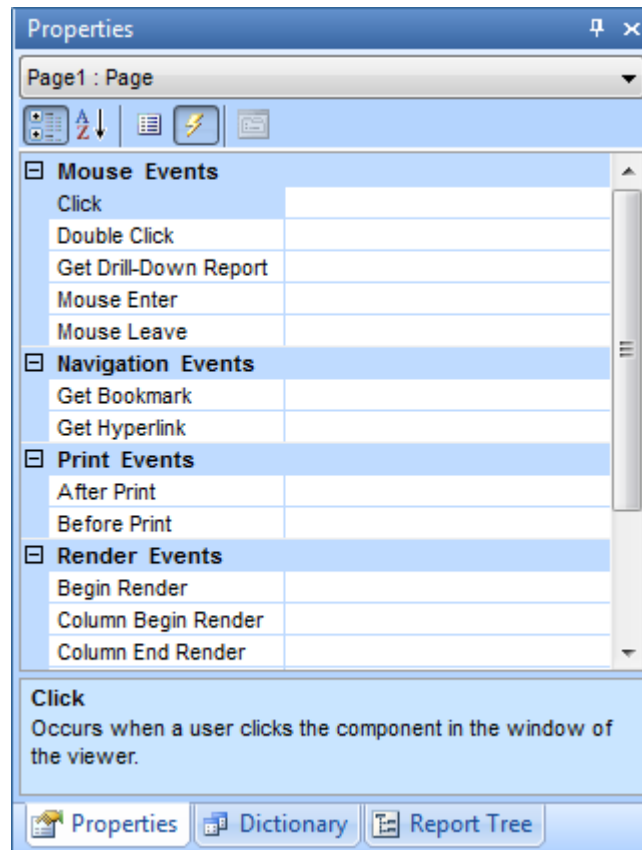 Properties
Page1 : Page
Mouse Events
Click
Double Click
Get Drill-Down Report
Mouse Enter
Mouse Leave
Navigation Events
Get Bookmark
Get Hyperlink
Print Events
After Print
Before Print
Render Events
Begin Render
Column Begin Render
Column End Render
Click
Occurs when a user clicks the component in the window of
the viewer.
Properties Dictionary Report Tree